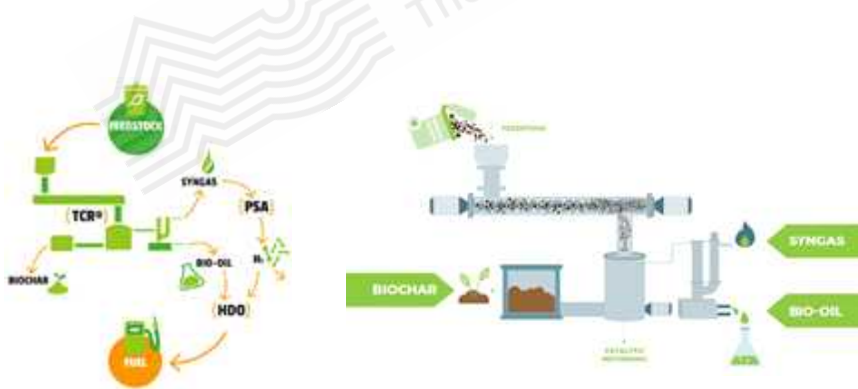 FEEDSTOCK
SYNGAS
(TCR®)
(PSA)
H₂
BIO-OIL
BIOCHAR
(HDO)
FUEL
FEEDSTOCK
SYNGAS
BIOCHAR
BIO-OIL
CATALYTIC
REFORMING